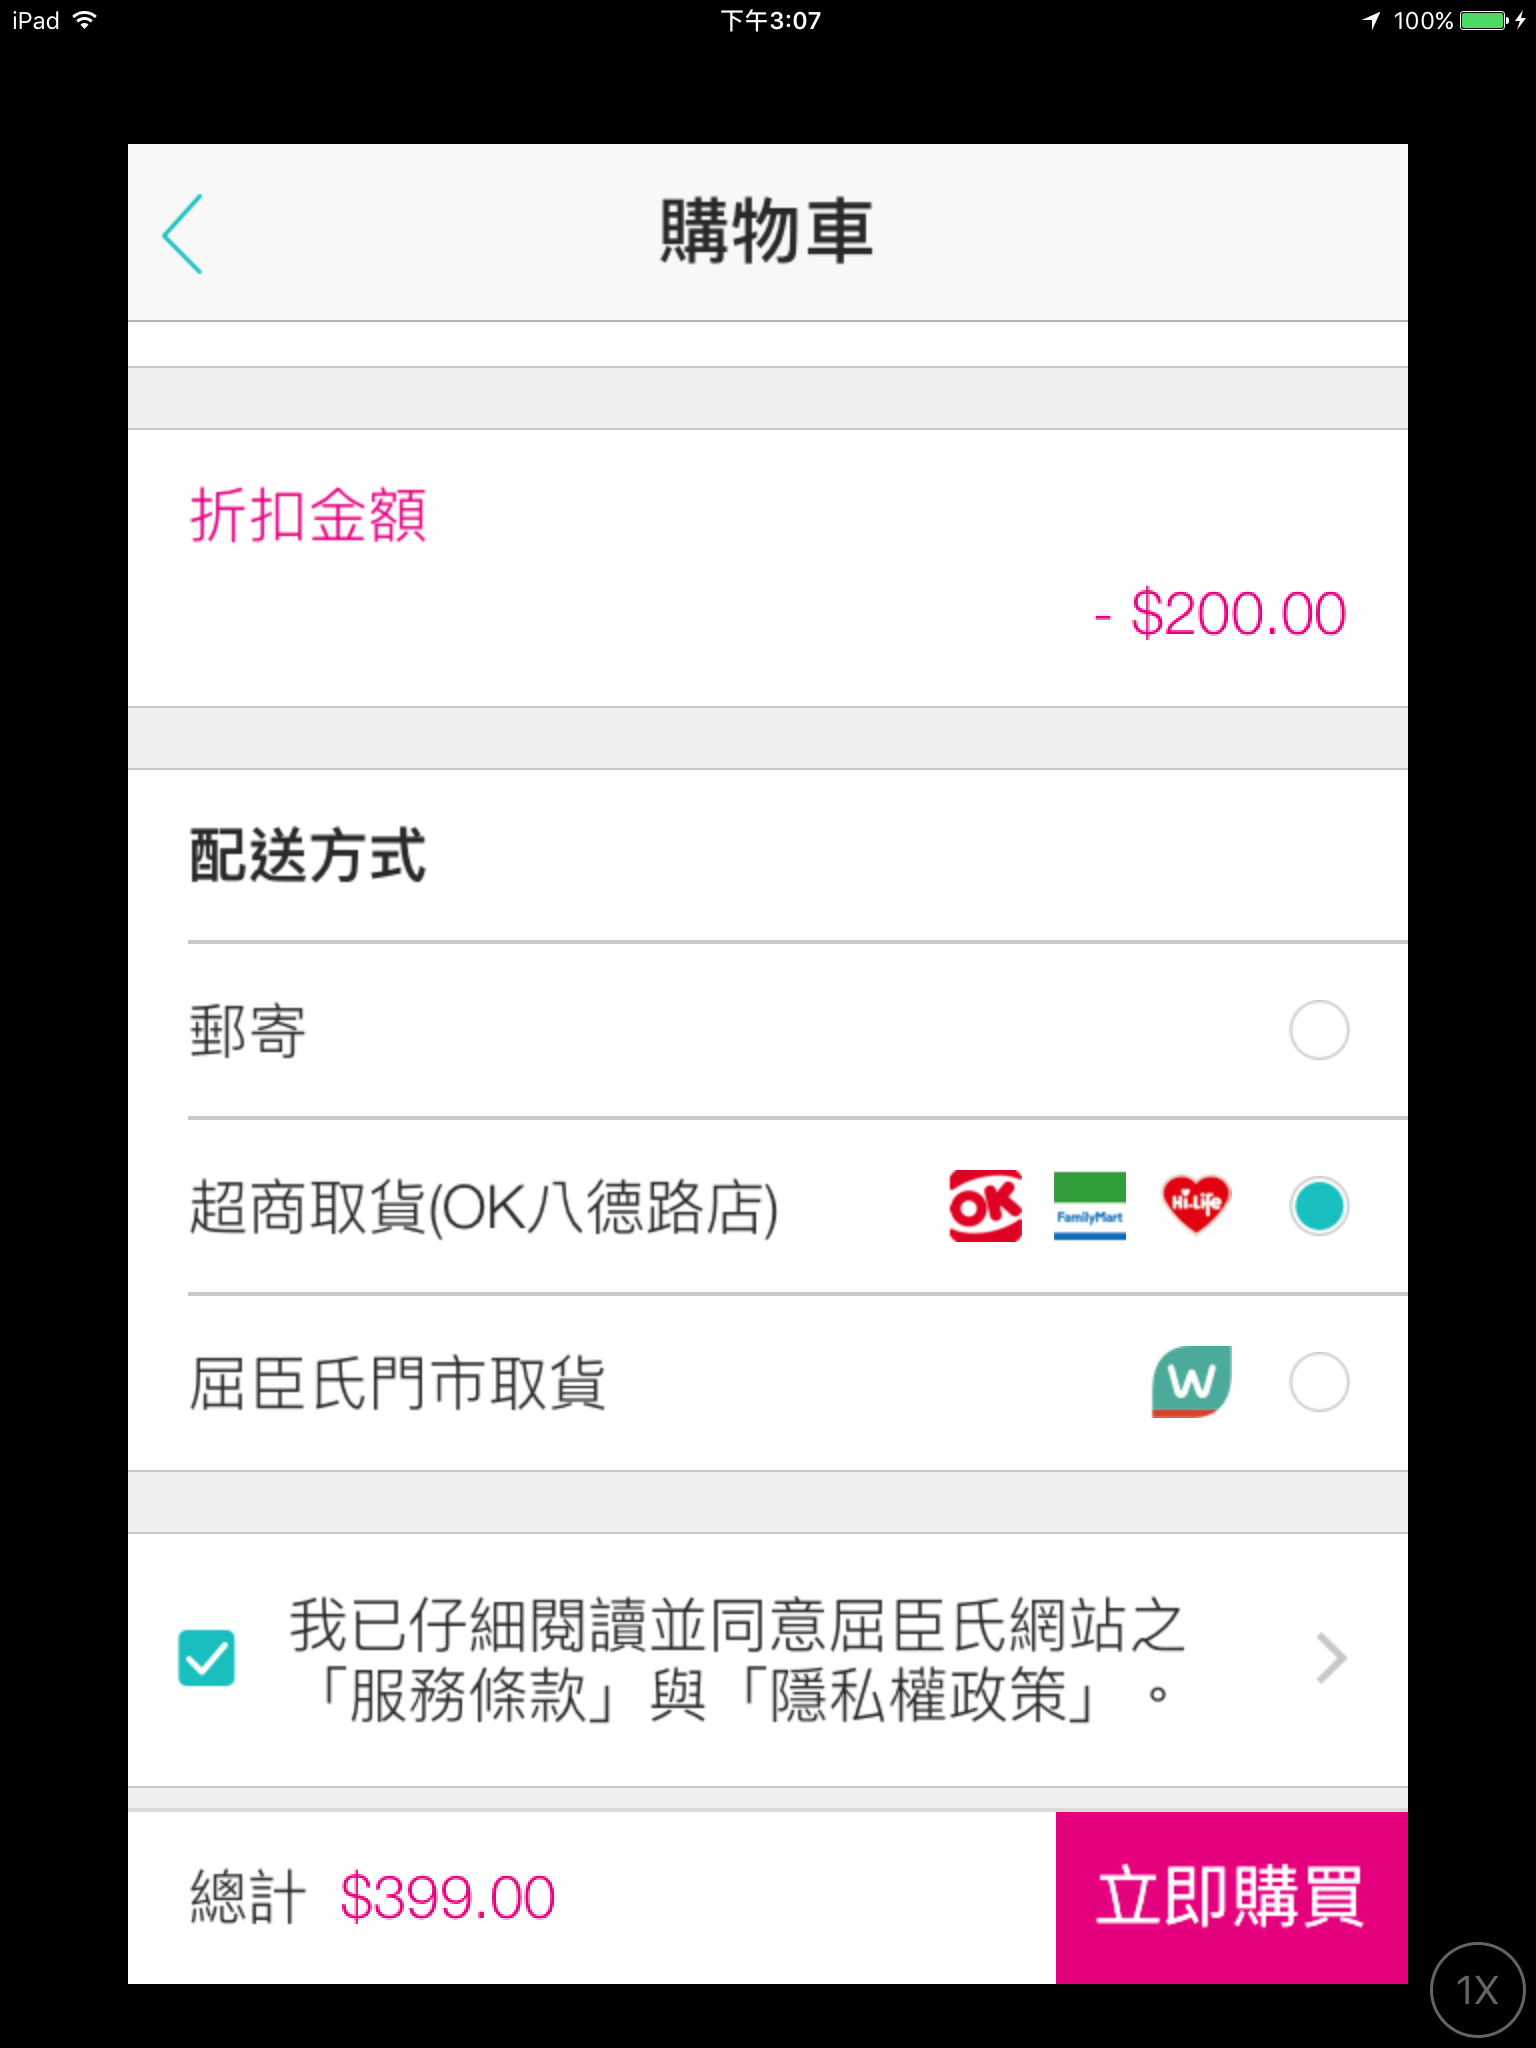 iPad 下午3:07 100%
購物車
折扣金額
- $200.00
配送方式
郵寄
超商取貨(OK八德路店) OK FamilyMart Hi-Life
屈臣氏門市取貨 W
我已仔細閱讀並同意屈臣氏網站之
「服務條款」與「隱私權政策」。
總計 $399.00 立即購買
1X